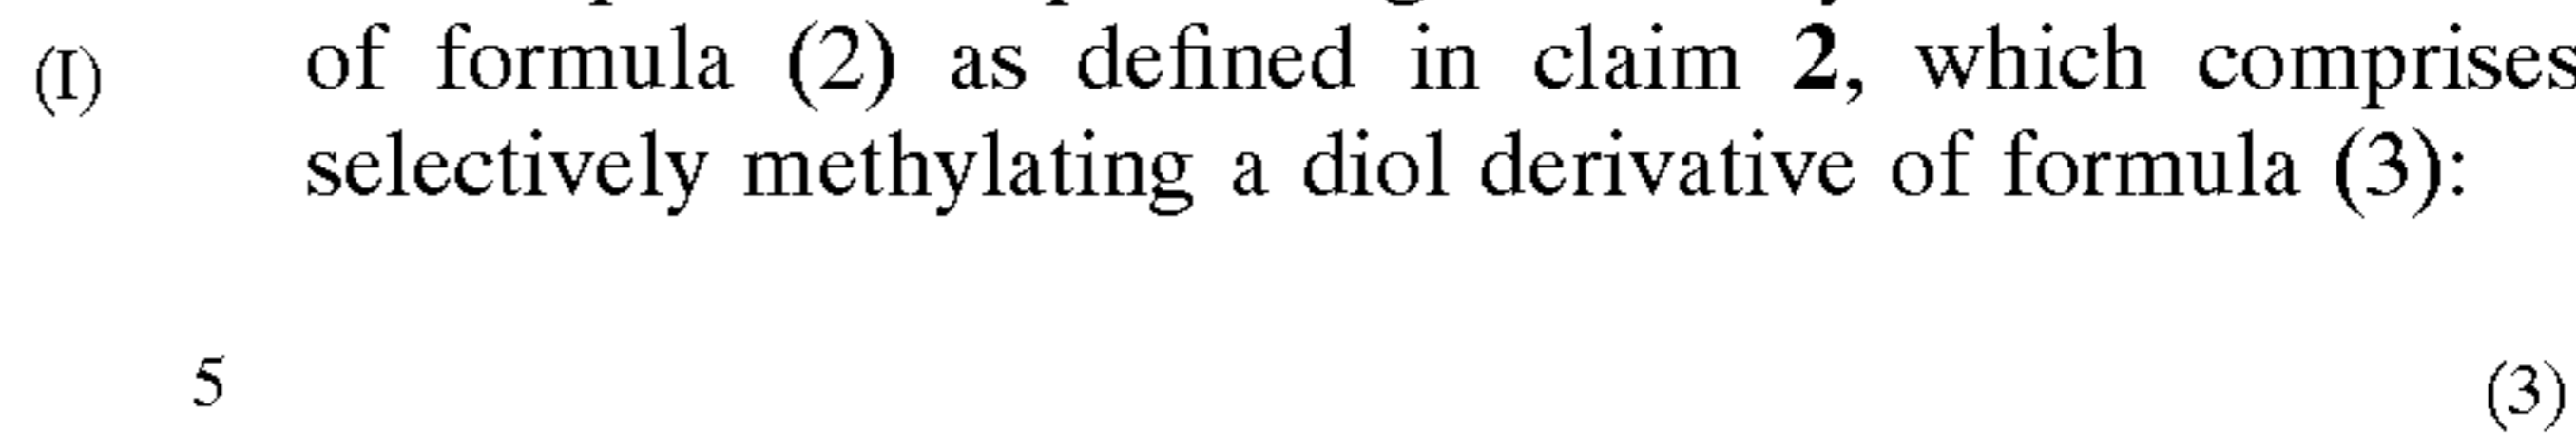 (I)
of formula (2) as defined in claim 2, which comprises
selectively methylating a diol derivative of formula (3):
5
(3)